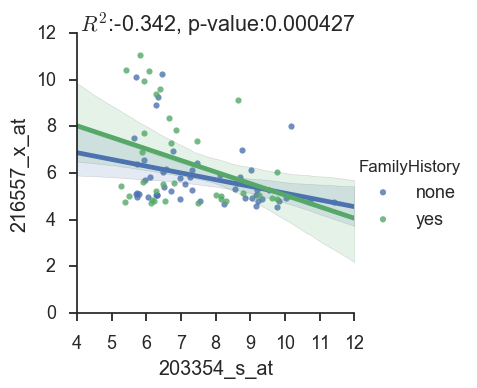 R²:-0.342, p-value:0.000427
12
10
8
6
4
2
0
216557_x_at
4 5 6 7 8 9 10 11 12
203354_s_at
FamilyHistory
none
yes